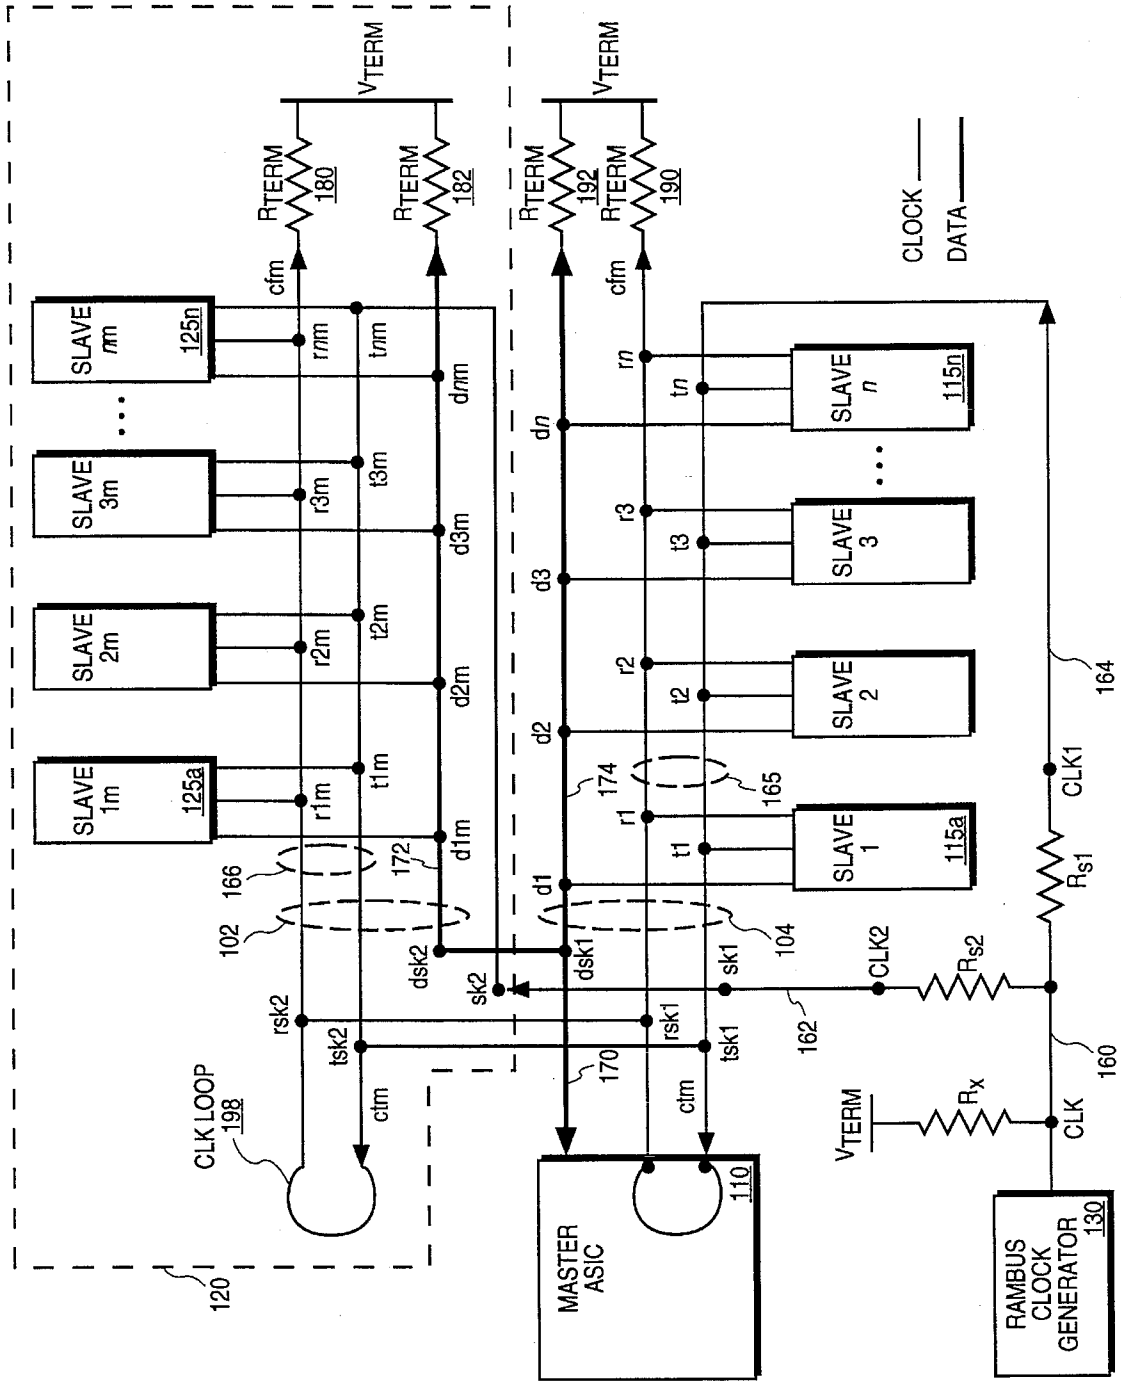 120
CLK LOOP
198
102
166
SLAVE
1m
125a
SLAVE
2m
SLAVE
3m
SLAVE
nm
125n
rsk2
r1m
r2m
r3m
rnm
cfm
RTERM
180
ctm
tsk2
t1m
t2m
t3m
tnm
VTERM
172
dsk2
d1m
d2m
d3m
dnm
RTERM
182
sk2
MASTER
ASIC
110
170
dsk1
d1
174
d2
d3
dn
RTERM
192
VTERM
rsk1
r1
r2
r3
rn
cfm
RTERM
190
ctm
tsk1
sk1
t1
t2
t3
tn
104
165
162
SLAVE
1
115a
SLAVE
2
SLAVE
3
SLAVE
n
115n
CLOCK
DATA
VTERM
RX
CLK2
RS2
RAMBUS
CLOCK
GENERATOR
130
CLK
160
RS1
CLK1
164